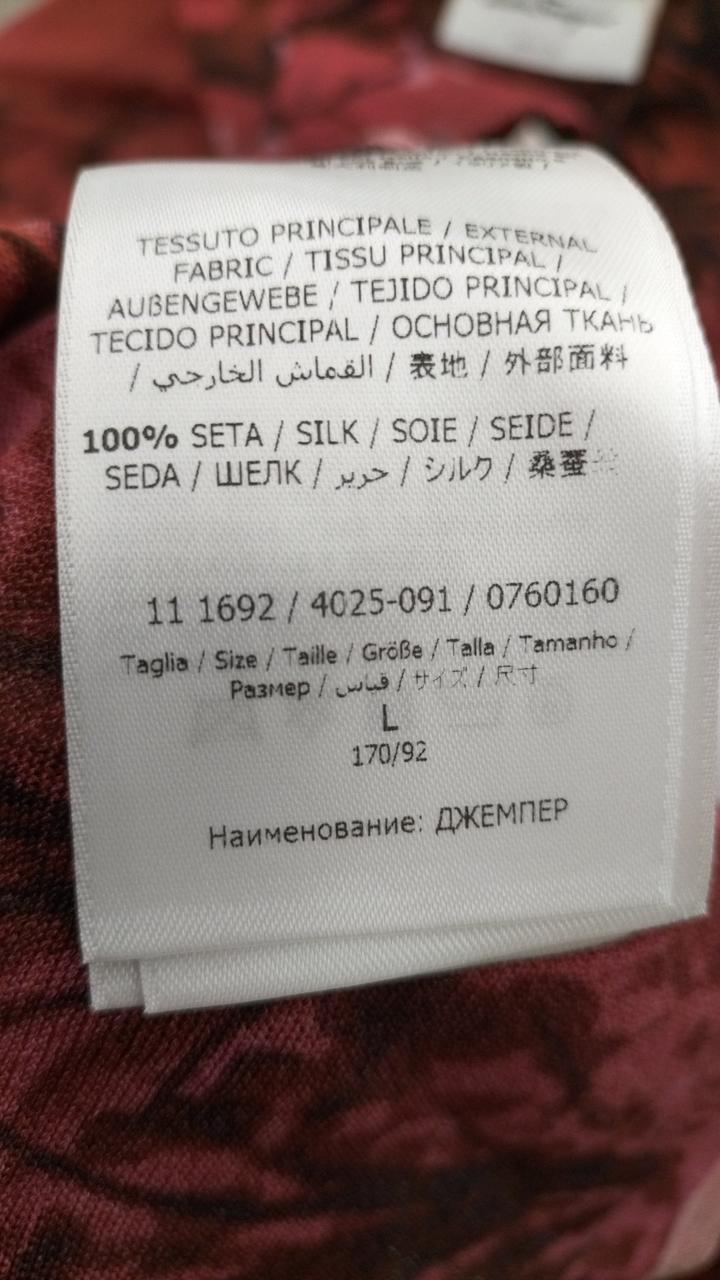 TESSUTO PRINCIPALE / EXTERNAL
FABRIC / TISSU PRINCIPAL /
AUßENGEWEBE / TEJIDO PRINCIPAL /
TECIDO PRINCIPAL / ОСНОВНАЯ ТКАНЬ
/ القماش الخارجي / 表地 / 外部面料
100% SETA / SILK / SOIE / SEIDE /
SEDA / ШЕЛК / حرير / シルク / 桑蚕
11 1692 / 4025-091 / 0760160
Taglia / Size / Taille / Größe / Talla / Tamanho /
Размер / قياس / サイズ / 尺寸
L
170/92
Наименование: ДЖЕМПЕР